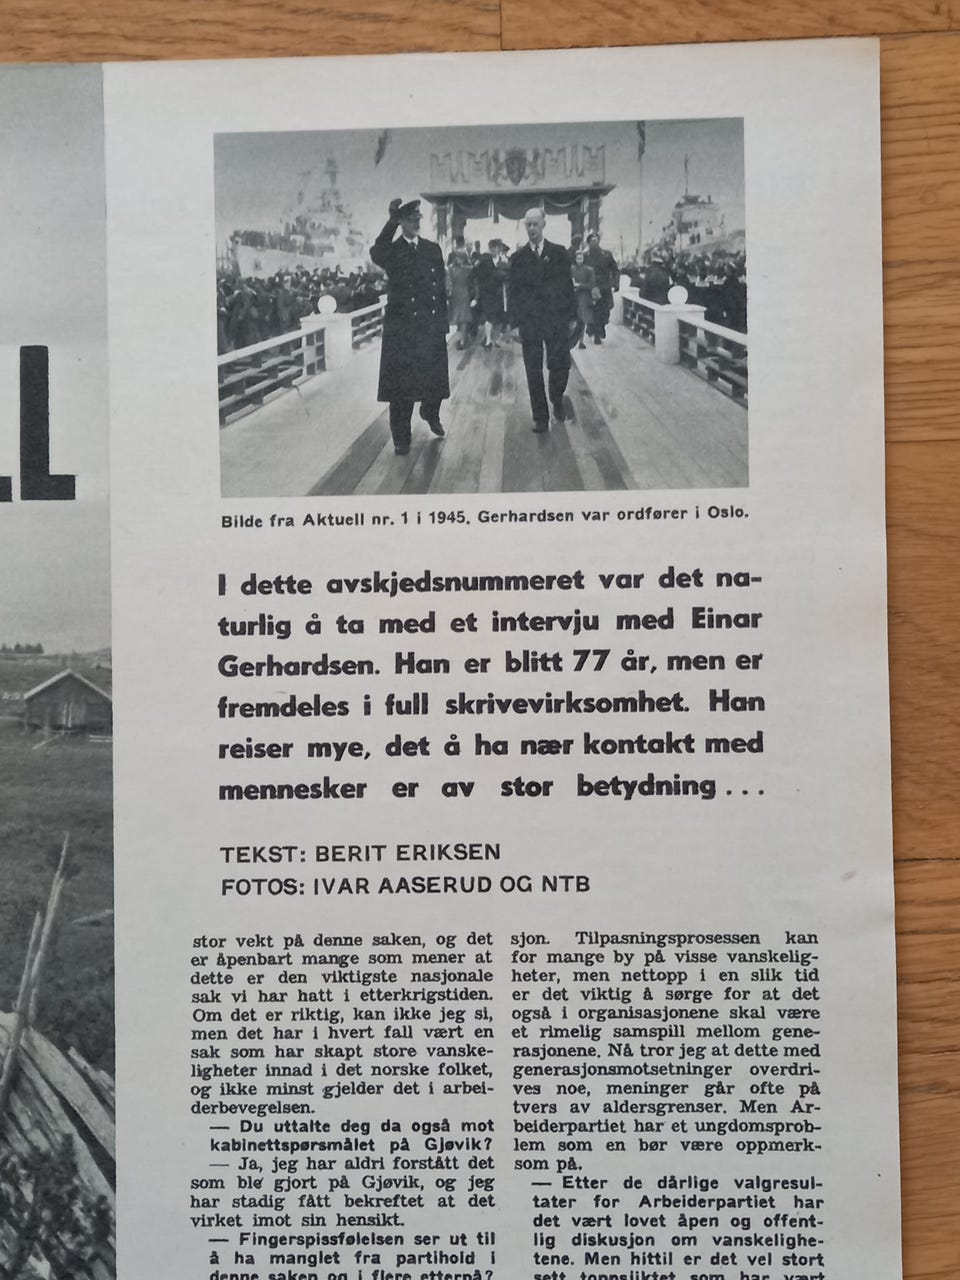 LL
Bilde fra Aktuell nr. 1 i 1945. Gerhardsen var ordfører i Oslo.
I dette avskjedsnummeret var det na-
turlig å ta med et intervju med Einar
Gerhardsen. Han er blitt 77 år, men er
fremdeles i full skrivevirksomhet. Han
reiser mye, det å ha nær kontakt med
mennesker er av stor betydning ...
TEKST: BERIT ERIKSEN
FOTOS: IVAR AASERUD OG NTB
stor vekt på denne saken, og det
er åpenbart mange som mener at
dette er den viktigste nasjonale
sak vi har hatt i etterkrigstiden.
Om det er riktig, kan ikke jeg si,
men det har i hvert fall vært en
sak som har skapt store vanske-
ligheter innad i det norske folket,
og ikke minst gjelder det i arbei-
derbevegelsen.
— Du uttalte deg da også mot
kabinettspørsmålet på Gjøvik?
— Ja, jeg har aldri forstått det
som ble gjort på Gjøvik, og jeg
har stadig fått bekreftet at det
virket imot sin hensikt.
— Fingerspissfølelsen ser ut til
å ha manglet fra partihold i
denne saken og i flere etterpå?
sjon. Tilpasningsprosessen kan
for mange by på visse vanskelig-
heter, men nettopp i en slik tid
er det viktig å sørge for at det
også i organisasjonene skal være
et rimelig samspill mellom gene-
rasjonene. Nå tror jeg at dette med
generasjonsmotsetninger overdri-
ves noe, meninger går ofte på
tvers av aldersgrenser. Men Ar-
beiderpartiet har et ungdomsprob-
lem som en bør være oppmerk-
som på.
— Etter de dårlige valgresul-
tater for Arbeiderpartiet har
det vært lovet åpen og offent-
lig diskusjon om vanskelighe-
tene. Men hittil er det vel stort
sett toppsjiktet som har vært